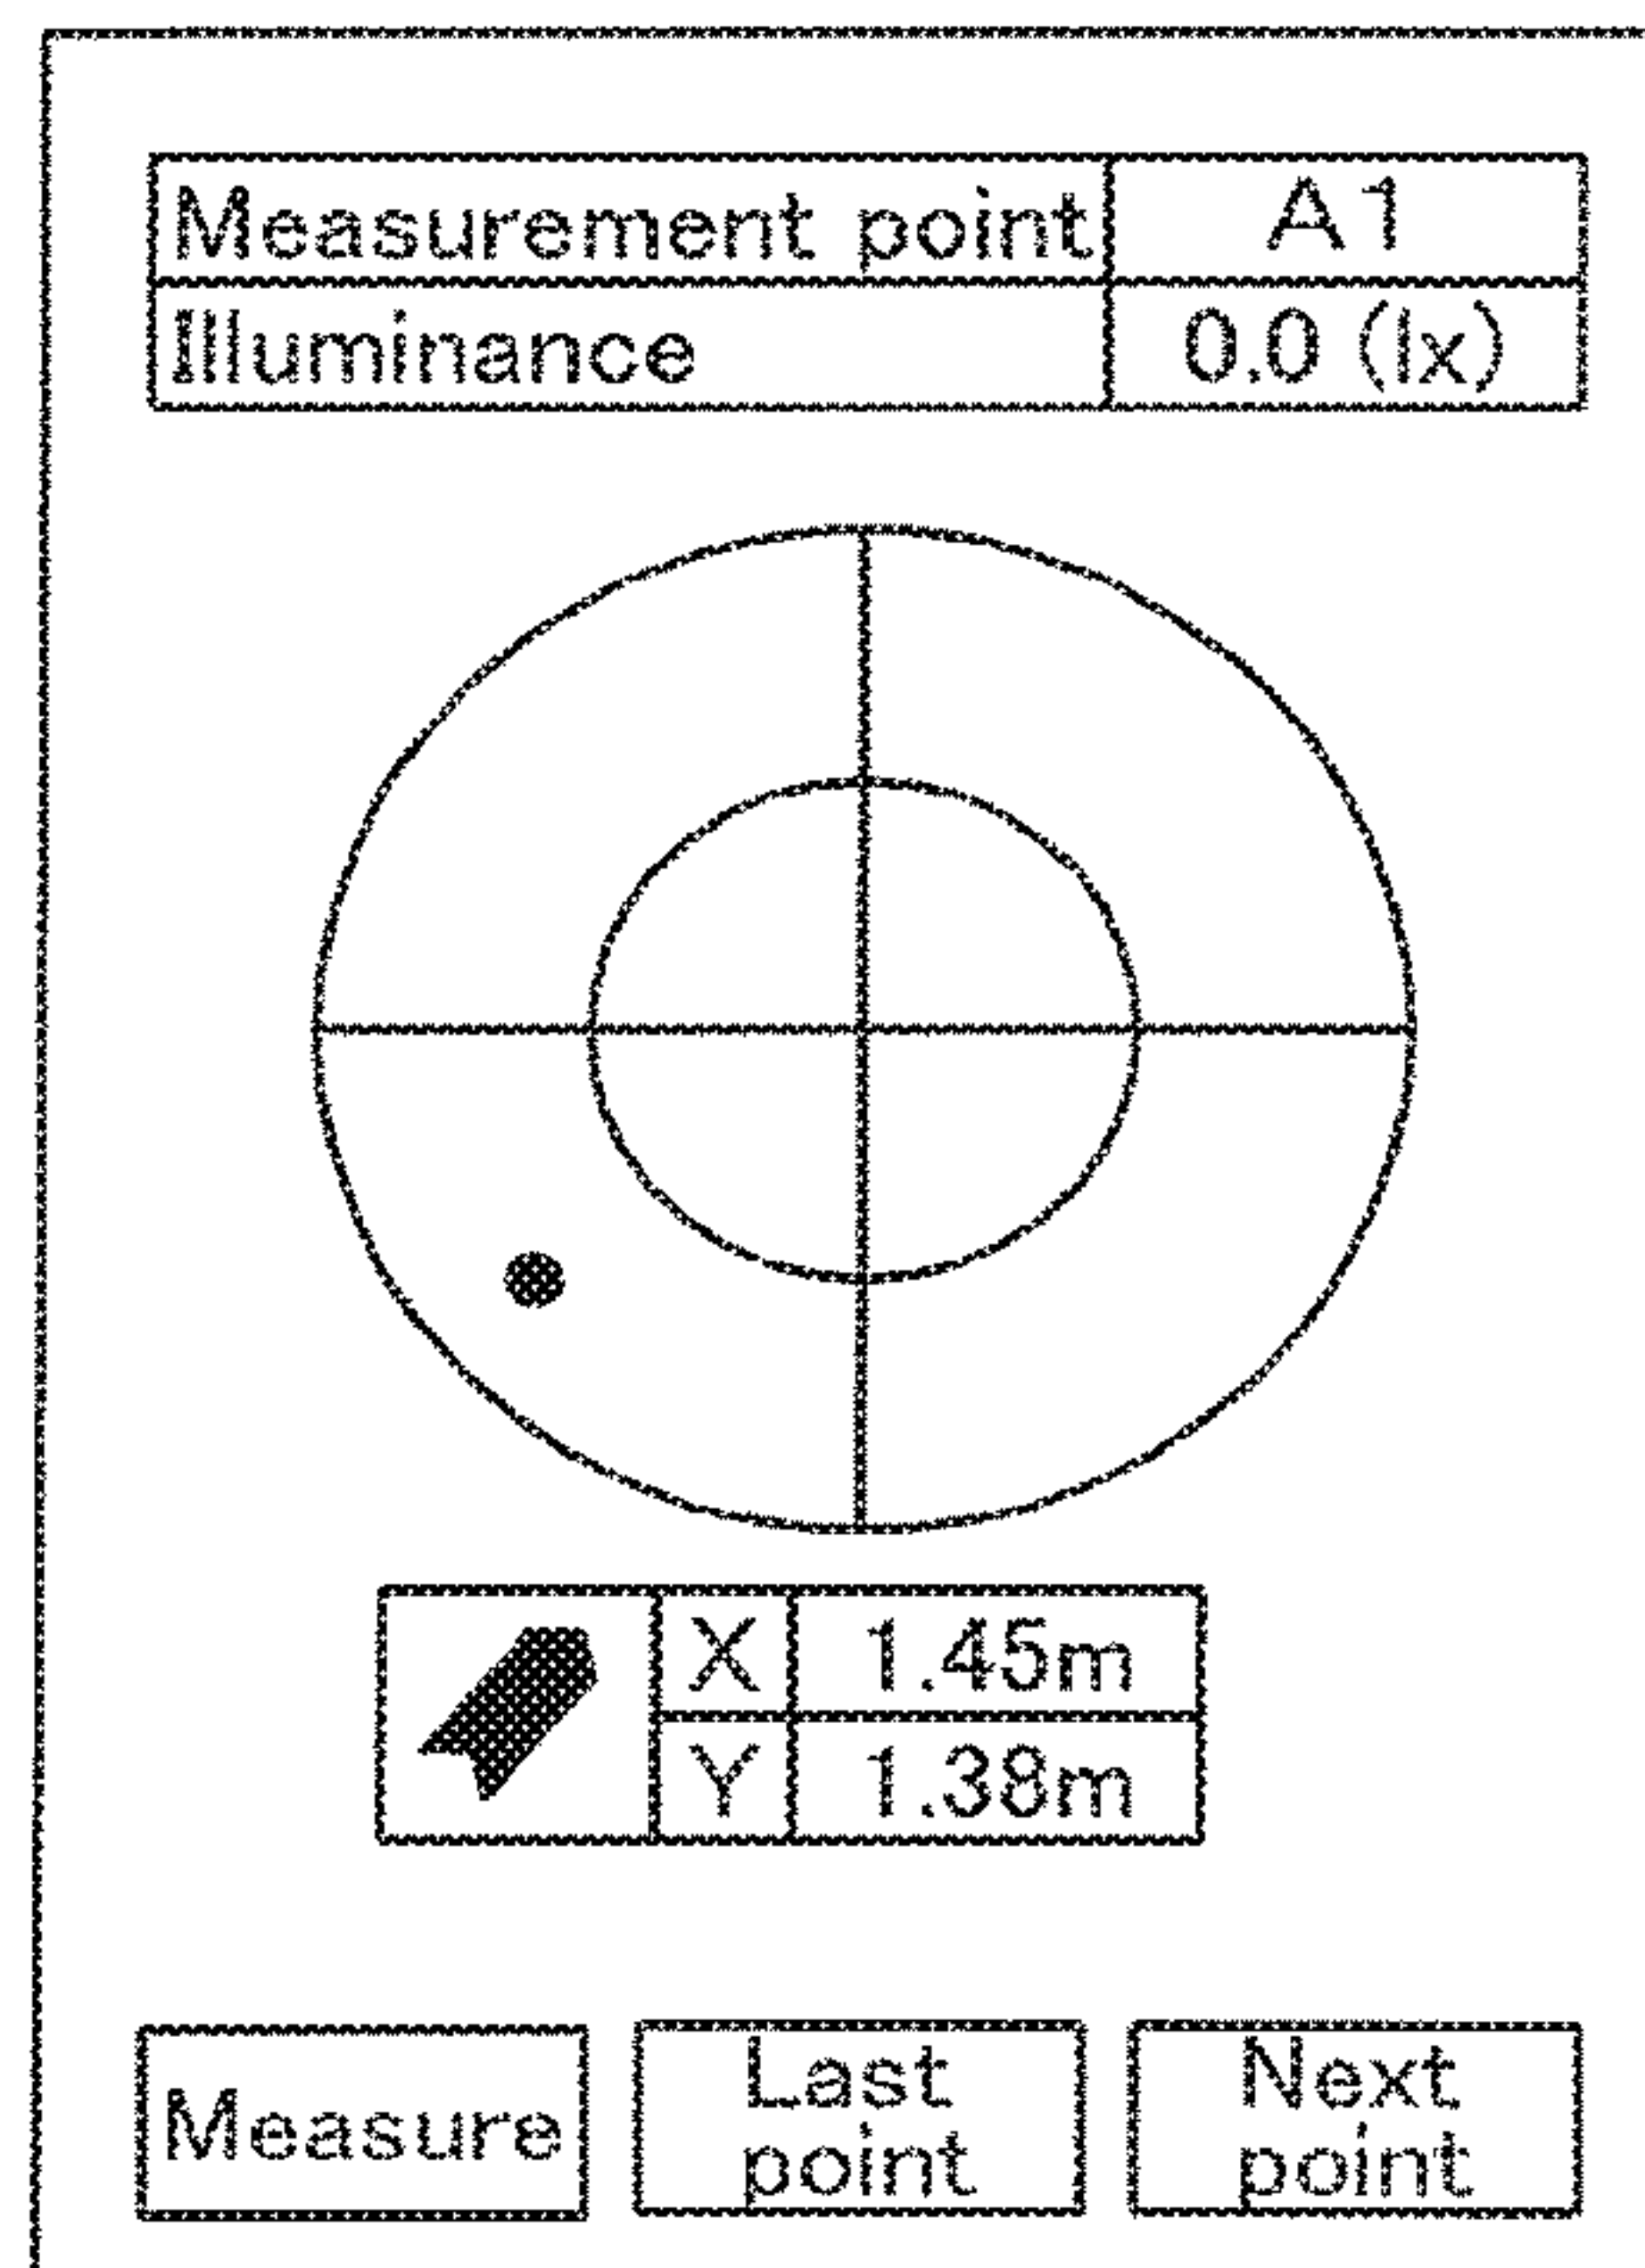 Measurement point A1
Illuminance 0.0 (lx)
X 1.45m
Y 1.38m
Measure
Last
point
Next
point